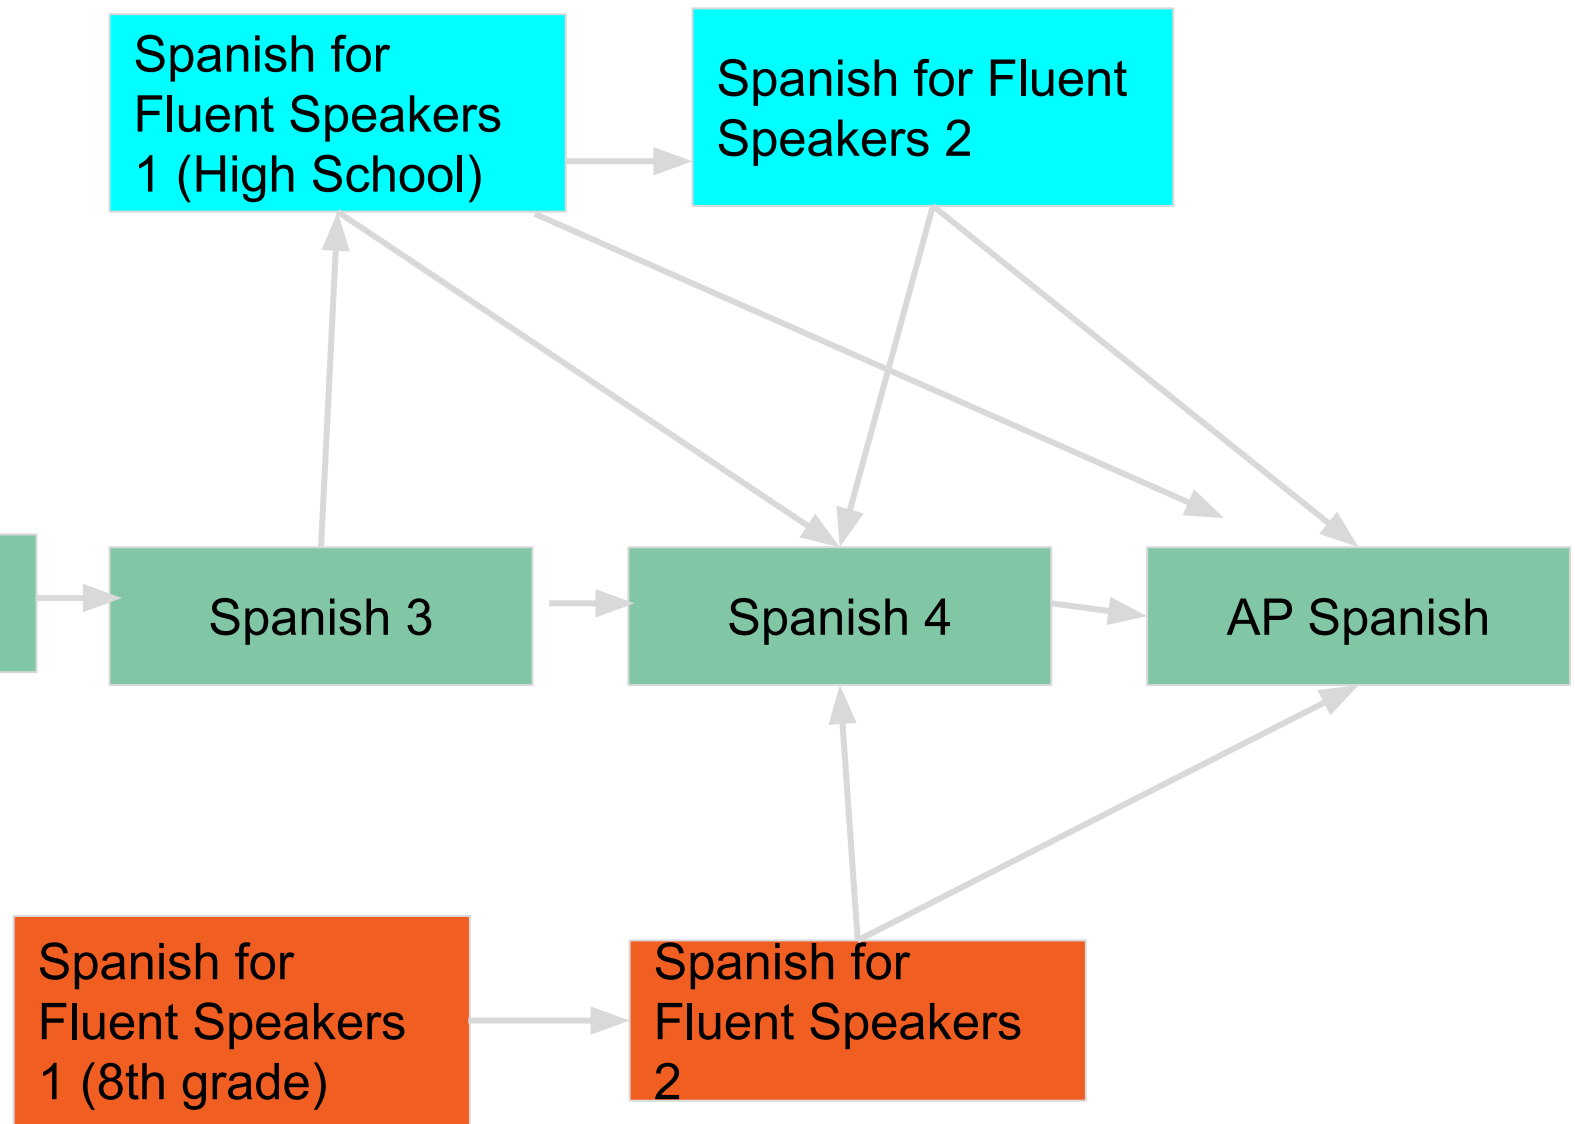 Spanish for
Fluent Speakers
1 (High School)
Spanish for Fluent
Speakers 2
Spanish 3
Spanish 4
AP Spanish
Spanish for
Fluent Speakers
1 (8th grade)
Spanish for
Fluent Speakers
2